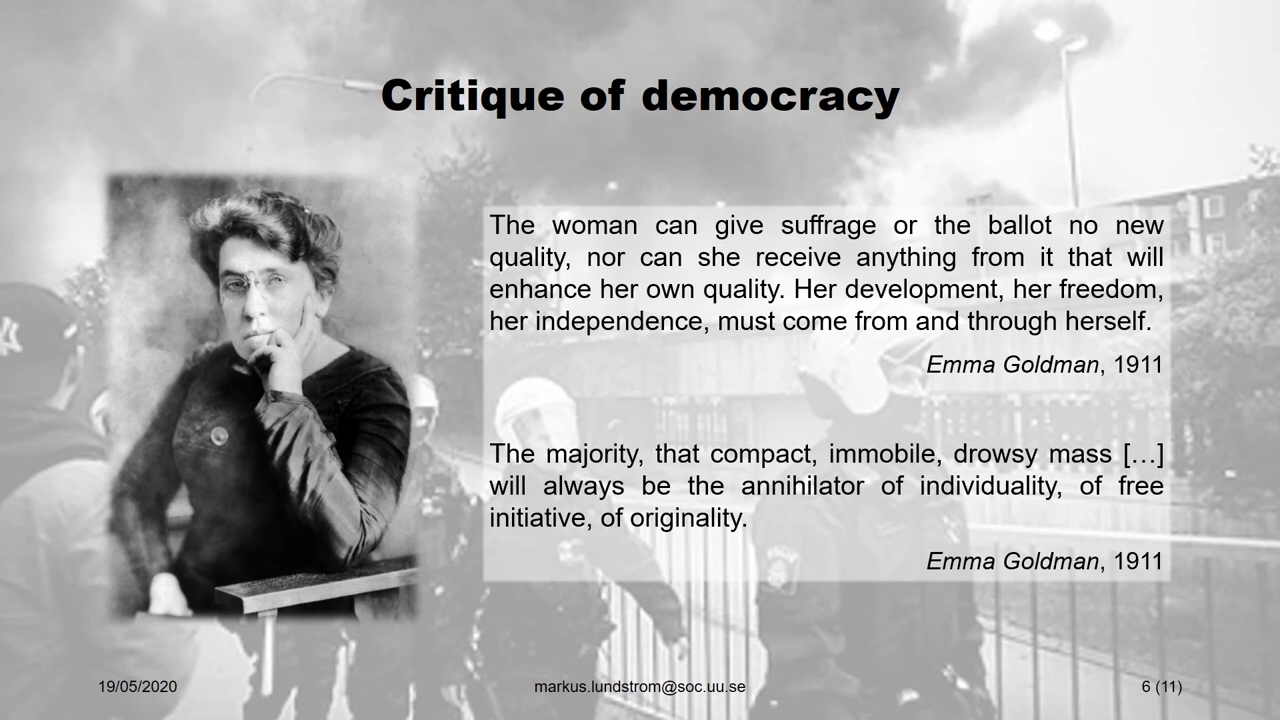 Critique of democracy
The woman can give suffrage or the ballot no new
quality, nor can she receive anything from it that will
enhance her own quality. Her development, her freedom,
her independence, must come from and through herself.
Emma Goldman, 1911
The majority, that compact, immobile, drowsy mass […]
will always be the annihilator of individuality, of free
initiative, of originality.
Emma Goldman, 1911
19/05/2020
markus.lundstrom@soc.uu.se
6 (11)